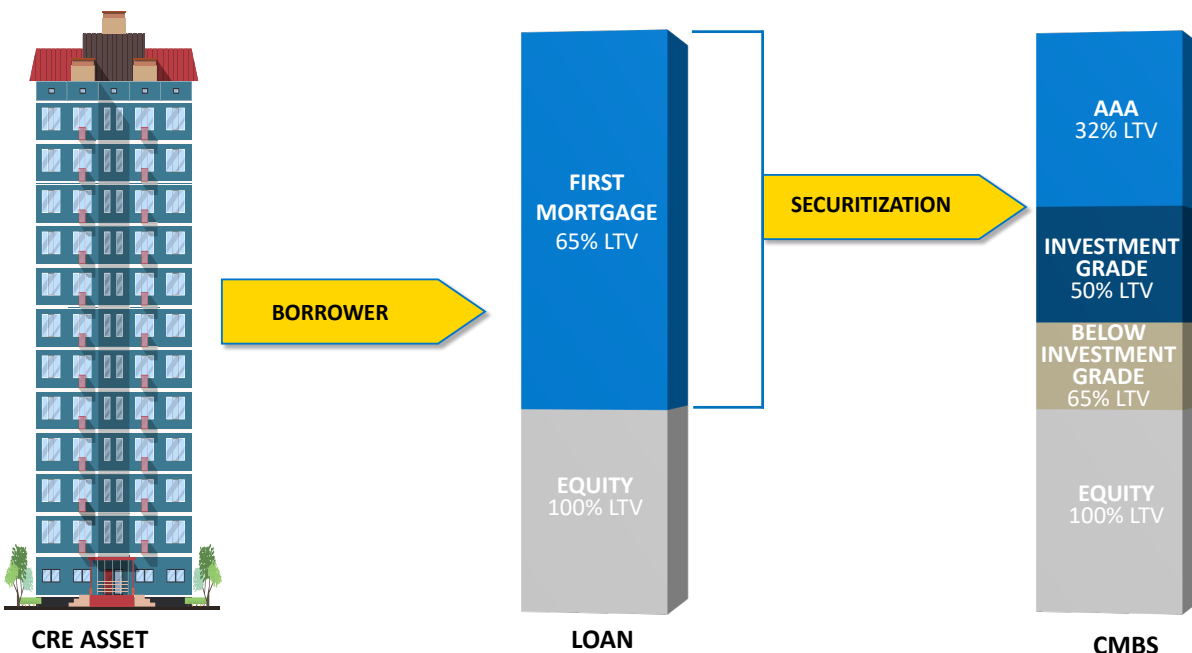 FIRST
MORTGAGE
65% LTV
EQUITY
100% LTV
BORROWER
SECURITIZATION
AAA
32% LTV
INVESTMENT
GRADE
50% LTV
BELOW
INVESTMENT
GRADE
65% LTV
EQUITY
100% LTV
CRE ASSET
LOAN
CMBS